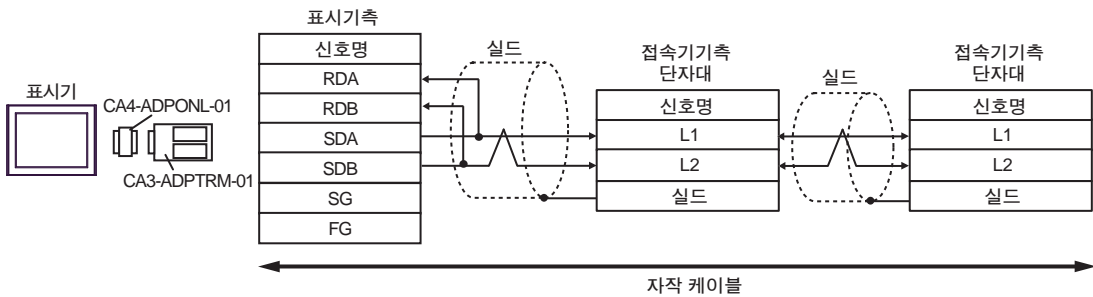 표시기
CA4-ADPONL-01
CA3-ADPTRM-01
표시기측
신호명
RDA
RDB
SDA
SDB
SG
FG
실드
접속기기측
단자대
신호명
L1
L2
실드
실드
접속기기측
단자대
신호명
L1
L2
실드
자작 케이블